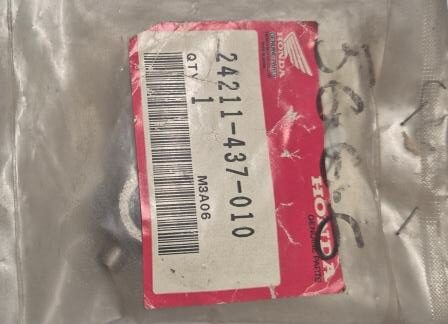 24211-437-010
QTY
1
M3A06
HONDA
HONDA
GENUINE PARTS